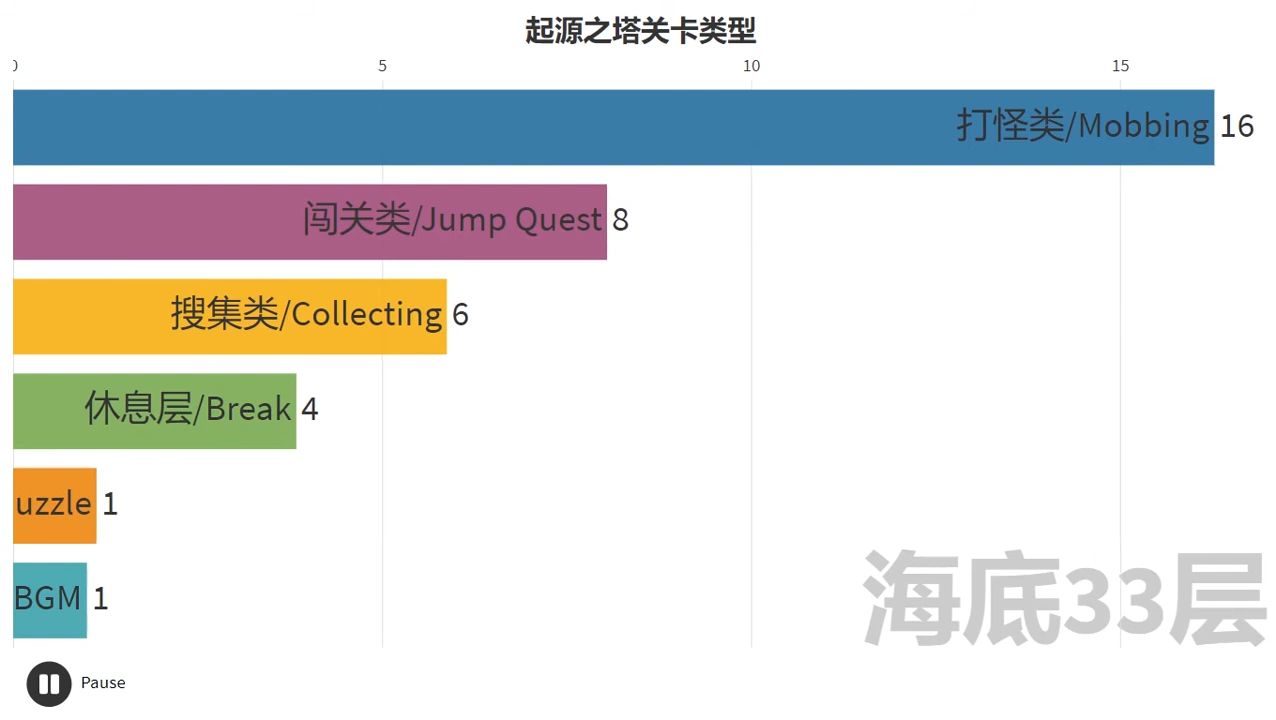 起源之塔关卡类型
0 5 10 15
打怪类/Mobbing 16
闯关类/Jump Quest 8
搜集类/Collecting 6
休息层/Break 4
uzzle 1
BGM 1
海底33层
Pause